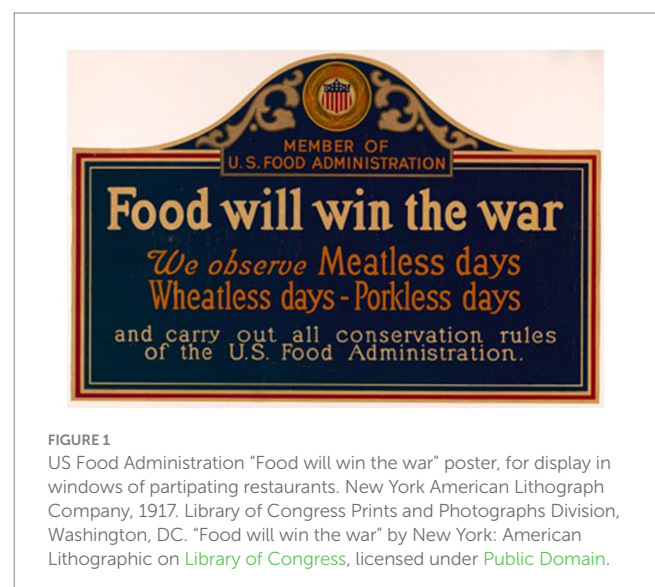 MEMBER OF
U.S. FOOD ADMINISTRATION
Food will win the war
We observe Meatless days
Wheatless days - Porkless days
and carry out all conservation rules
of the U.S. Food Administration.
FIGURE 1
US Food Administration “Food will win the war” poster, for display in
windows of partipating restaurants. New York American Lithograph
Company, 1917. Library of Congress Prints and Photographs Division,
Washington, DC. “Food will win the war” by New York: American
Lithographic on Library of Congress, licensed under Public Domain.